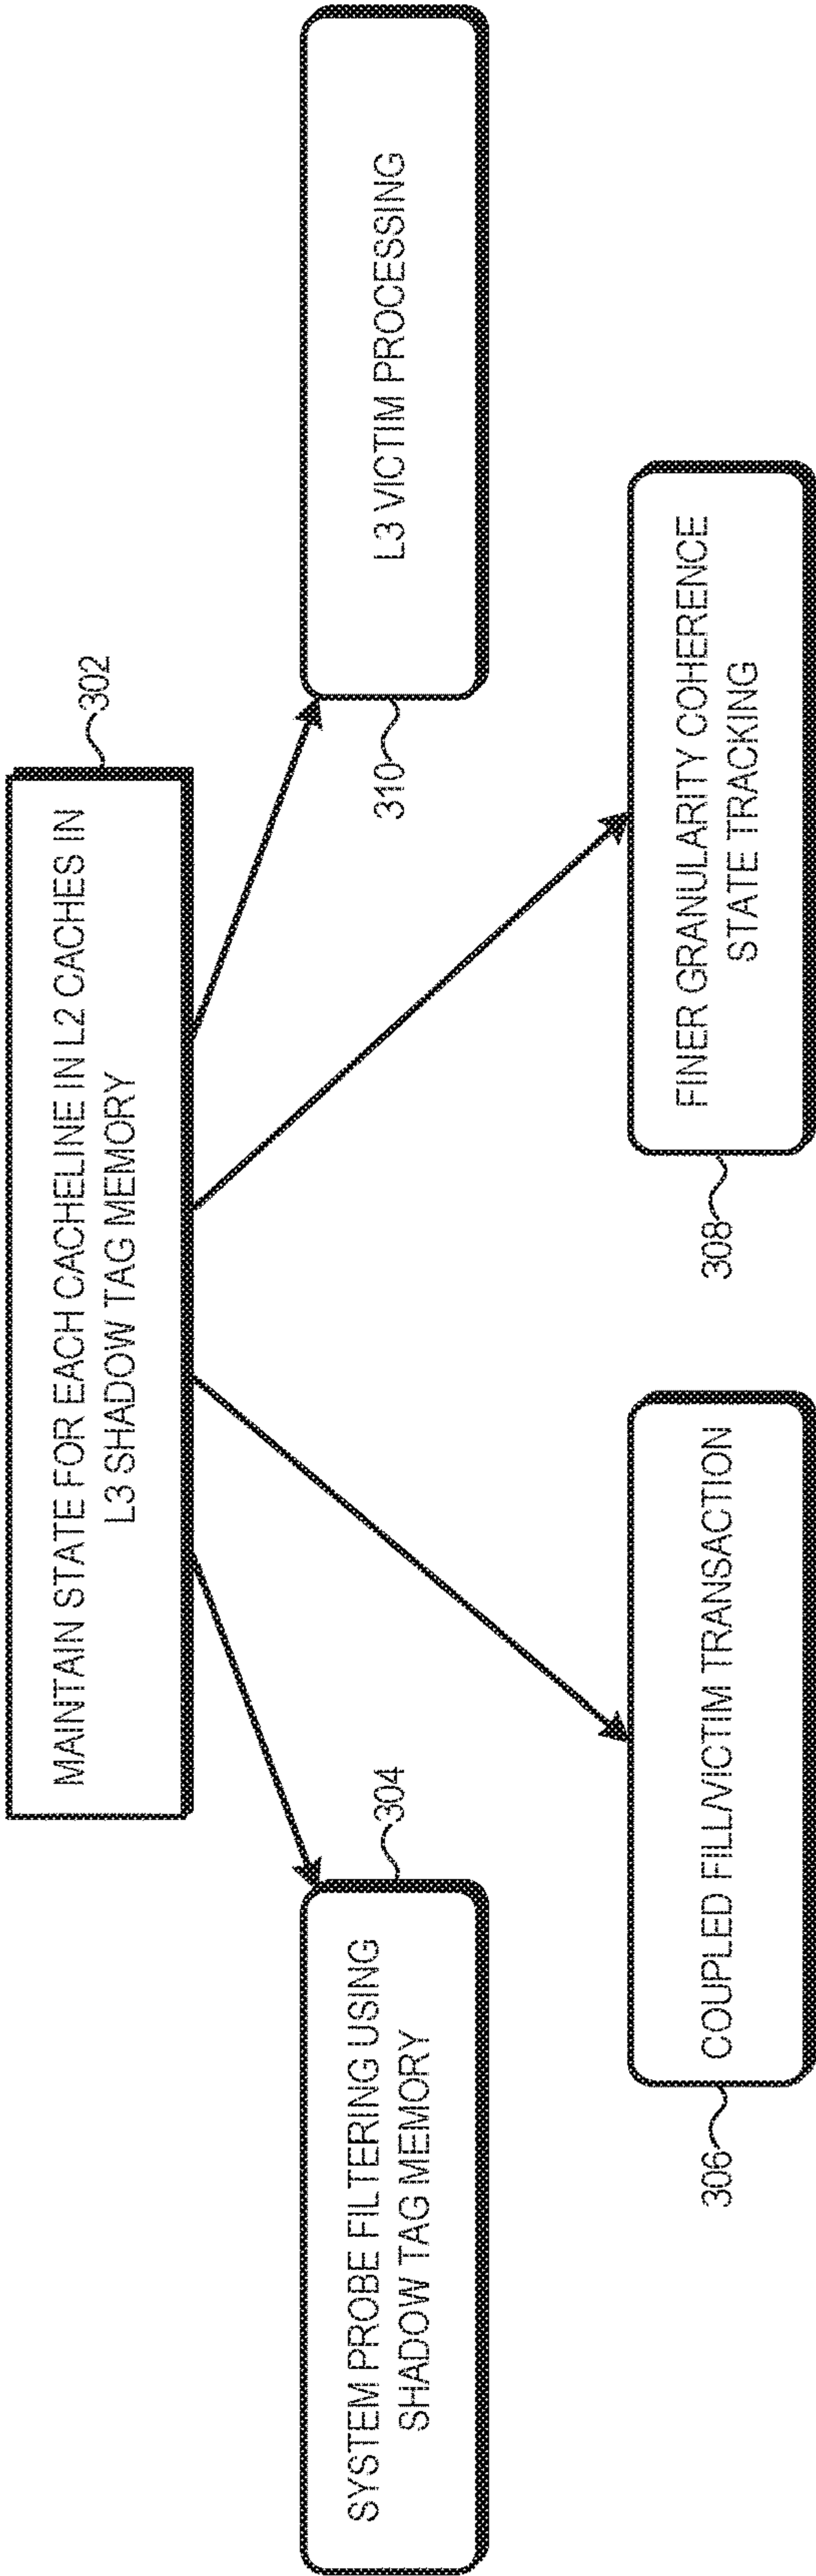 MAINTAIN STATE FOR EACH CACHELINE IN L2 CACHES IN
L3 SHADOW TAG MEMORY
302
SYSTEM PROBE FILTERING USING
SHADOW TAG MEMORY
304
310
L3 VICTIM PROCESSING
306
COUPLED FILL/VICTIM TRANSACTION
308
FINER GRANULARITY COHERENCE
STATE TRACKING